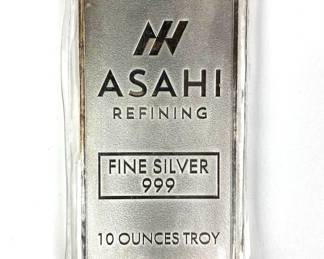 ASAHI
REFINING
FINE SILVER
999
10 OUNCES TROY